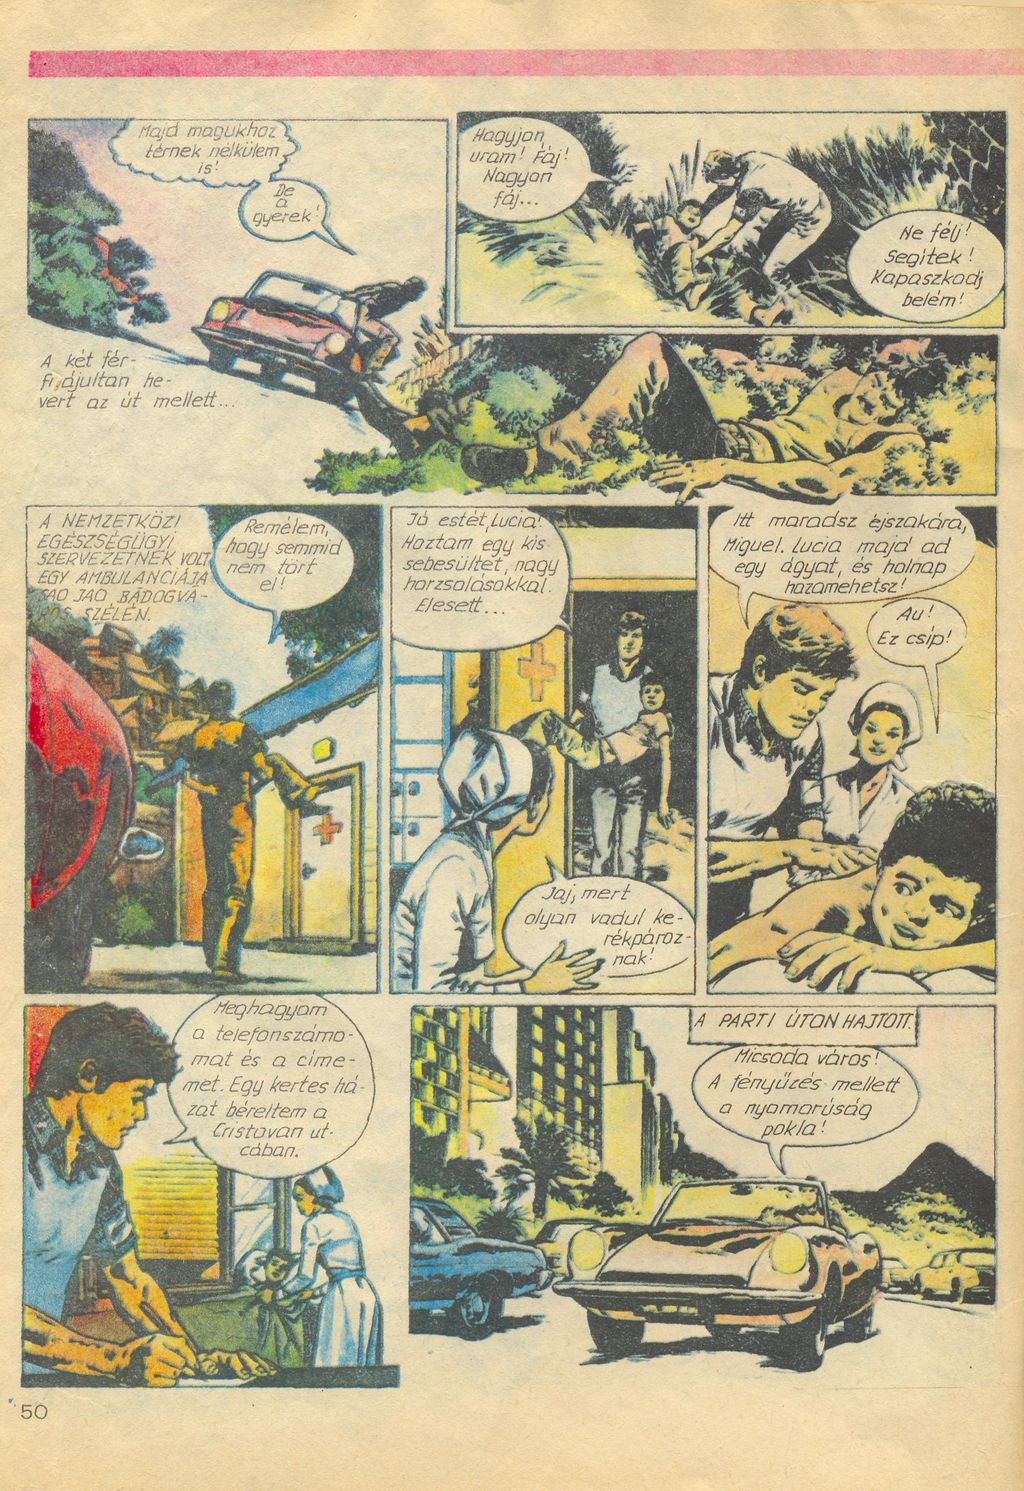 Majd magukhoz
térnek nélkülem
is!
De
a
gyerek!
Hagyjon,
uram! Fáj!
Nagyon
fáj...
Ne félj!
Segítek!
Kapaszkodj
belém!
A két fér-
fi ájultan he-
vert az út mellett...
A NEMZETKÖZI
EGÉSZSÉGÜGYI
SZERVEZETNEK VOLT
EGY AMBULANCIÁJA
SAO JAO BÁDOGVÁ-
ROS SZÉLÉN.
Remélem,
hogy semmid
nem tört
el!
Jó estét, Lucia!
Hoztam egy kis
sebesültet, nagy
horzsolásokkal.
Elesett...
Jaj, mert
olyan vadul ke-
rékpároz-
nak!
Itt maradsz éjszakára,
Miguel. Lucia majd ad
egy ágyat, és holnap
hazamehetsz!
Au!
Ez csíp!
Meghagyom
a telefonszámo-
mat és a címe-
met. Egy kertes há-
zat béreltem a
Cristovan ut-
cában.
A PARTI ÚTON HAJTOTT.
Micsoda város!
A fényűzés mellett
a nyomorúság
pokla!
50